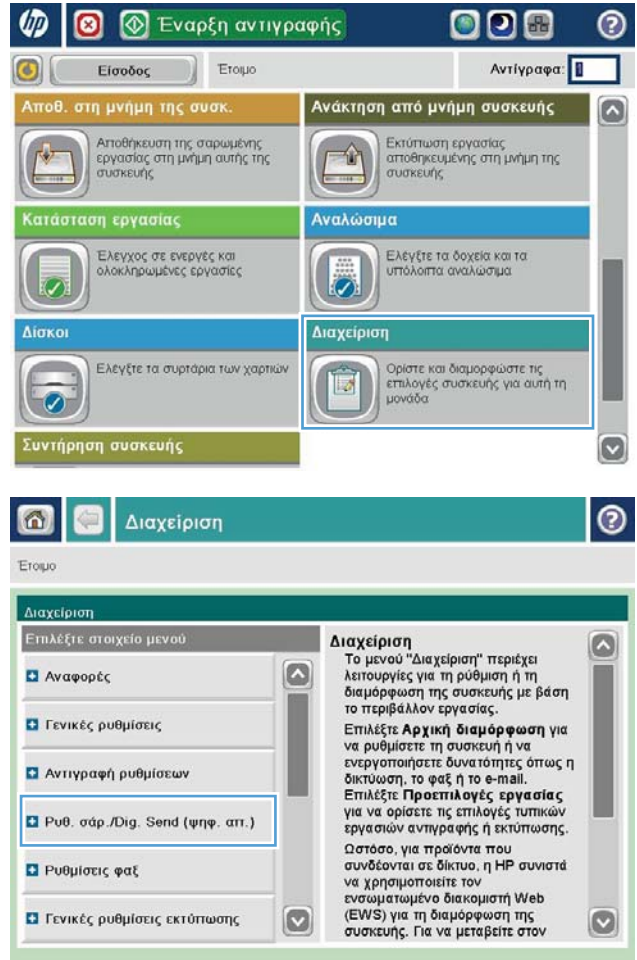 hp
Έναρξη αντιγραφής
?
Είσοδος
Έτοιμο
Αντίγραφα: 1
Αποθ. στη μνήμη της συσκ.
Αποθήκευση της σαρωμένης
εργασίας στη μνήμη αυτής της
συσκευής
Ανάκτηση από μνήμη συσκευής
Εκτύπωση εργασίας
αποθηκευμένης στη μνήμη της
συσκευής
Κατάσταση εργασίας
Έλεγχος σε ενεργές και
ολοκληρωμένες εργασίες
Αναλώσιμα
Ελέγξτε τα δοχεία και τα
υπόλοιπα αναλώσιμα
Δίσκοι
Ελέγξτε τα συρτάρια των χαρτιών
Διαχείριση
Ορίστε και διαμορφώστε τις
επιλογές συσκευής για αυτή τη
μονάδα
Συντήρηση συσκευής
Διαχείριση
?
Έτοιμο
Διαχείριση
Επιλέξτε στοιχείο μενού
Αναφορές
Γενικές ρυθμίσεις
Αντιγραφή ρυθμίσεων
Ρυθ. σάρ./Dig. Send (ψηφ. απ.)
Ρυθμίσεις φαξ
Γενικές ρυθμίσεις εκτύπωσης
Διαχείριση
Το μενού "Διαχείριση" περιέχει
λειτουργίες για τη ρύθμιση ή τη
διαμόρφωση της συσκευής με βάση
το περιβάλλον εργασίας.
Επιλέξτε Αρχική διαμόρφωση για
να ρυθμίσετε τη συσκευή ή να
ενεργοποιήσετε δυνατότητες όπως η
δικτύωση, το φαξ ή το e-mail.
Επιλέξτε Προεπιλογές εργασίας
για να ορίσετε τις επιλογές τυπικών
εργασιών αντιγραφής ή εκτύπωσης.
Ωστόσο, για προϊόντα που
συνδέονται σε δίκτυο, η HP συνιστά
να χρησιμοποιείτε τον
ενσωματωμένο διακομιστή Web
(EWS) για τη διαμόρφωση της
συσκευής. Για να μεταβείτε στον